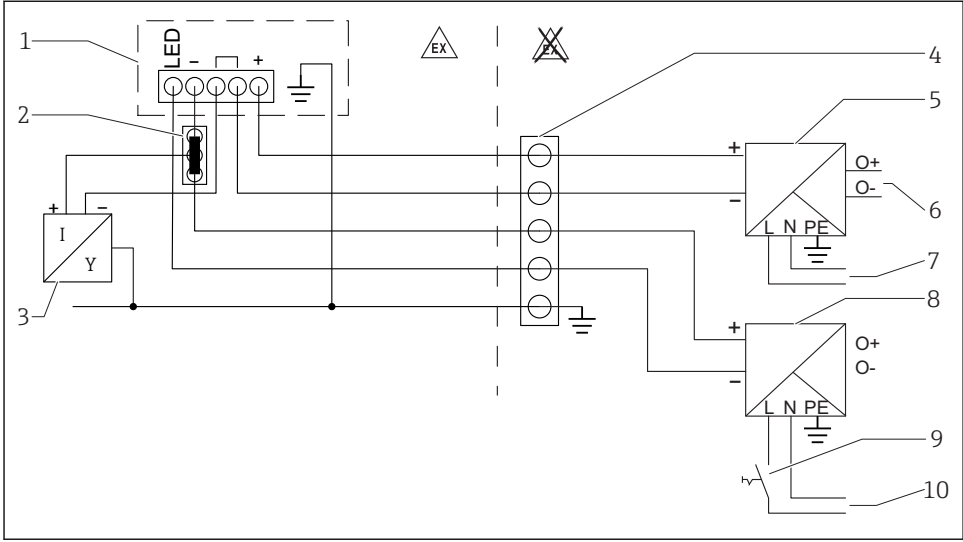 1
LED
–
+
EX
EX
4
2
5
+
–
O+
O-
6
L N PE
7
+ –
I
Y
3
8
+
–
O+
O-
L N PE
9
10